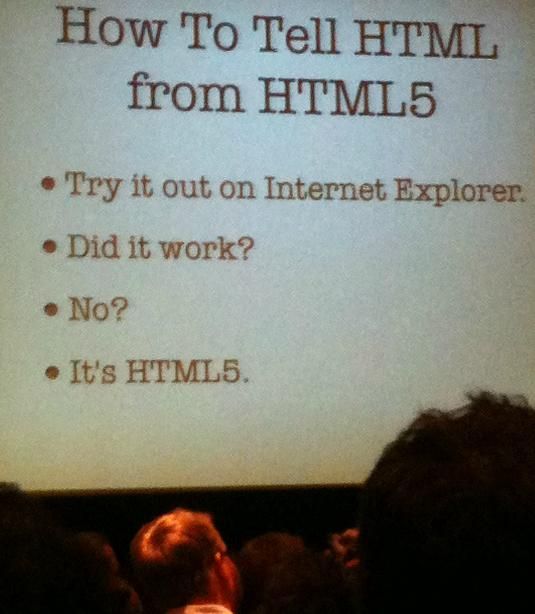 How To Tell HTML
from HTML5
• Try it out on Internet Explorer.
• Did it work?
• No?
• It's HTML5.